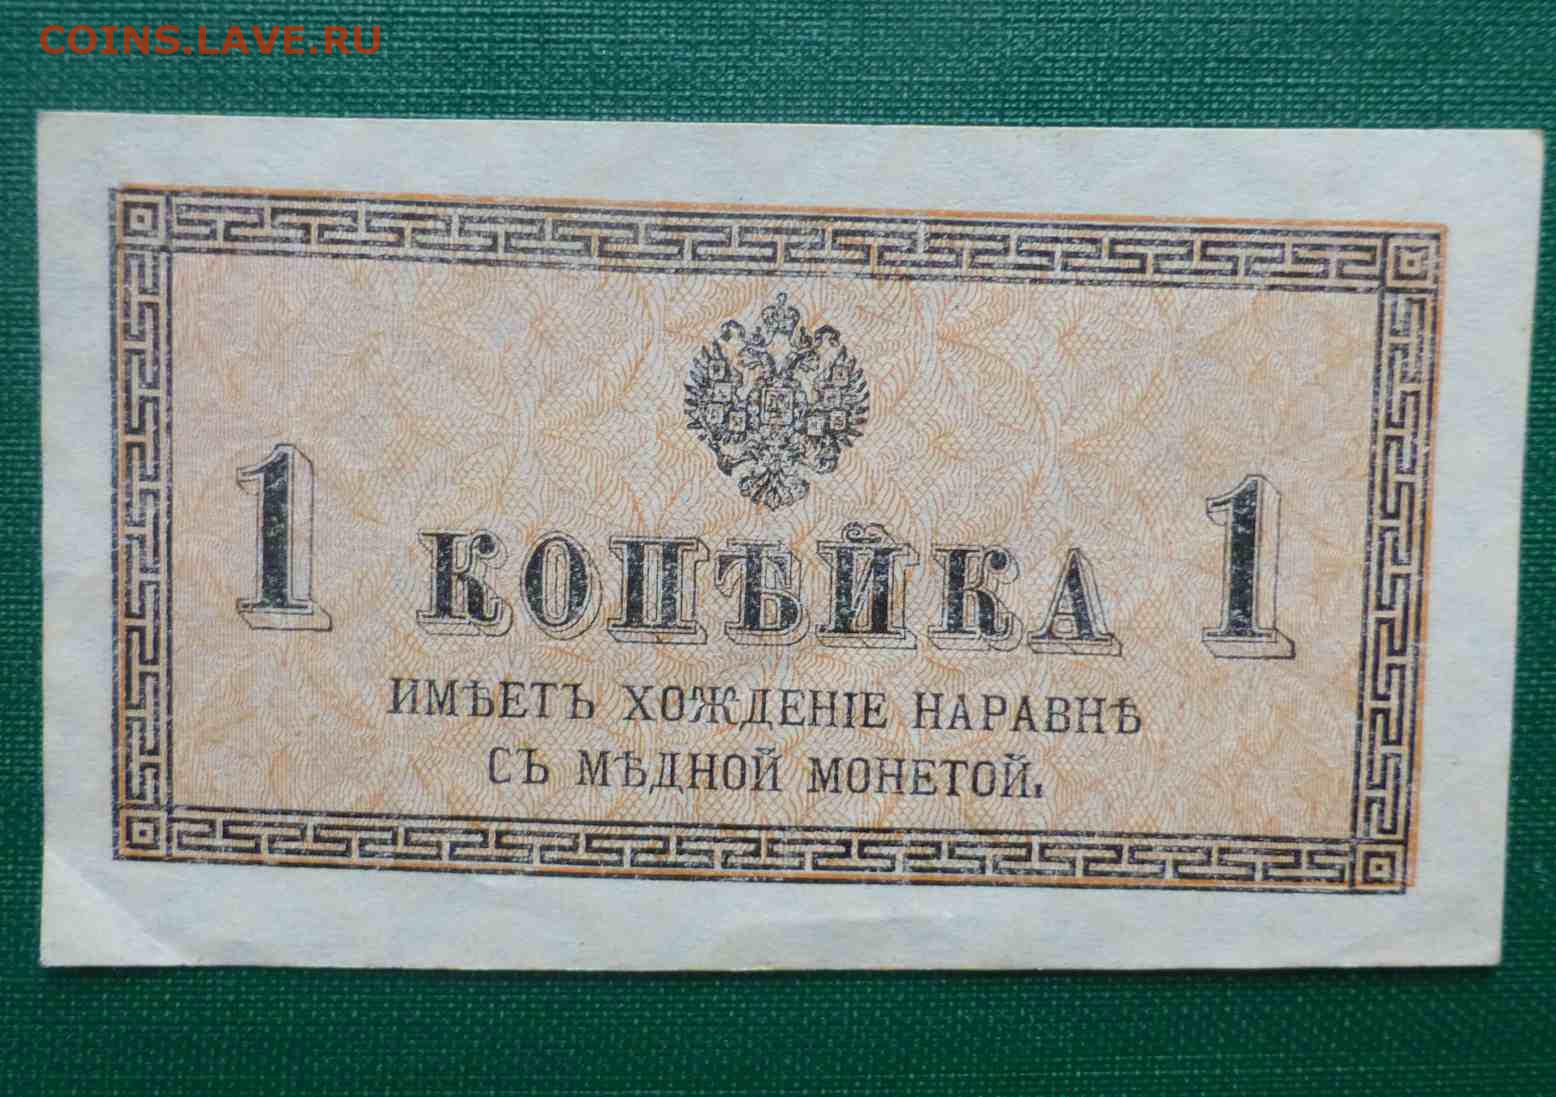 COINS.LAVE.RU
1 КОПѢЙКА 1
ИМѢЕТЪ ХОЖДЕНІЕ НАРАВНѢ
СЪ МѢДНОЙ МОНЕТОЙ.